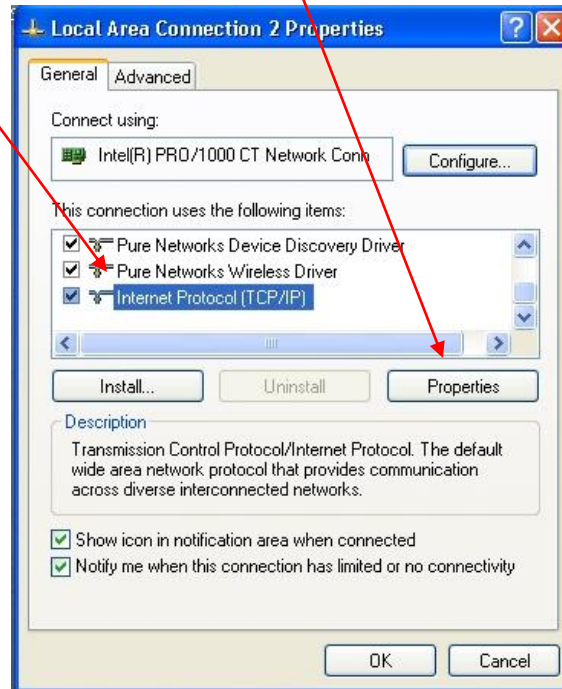 Local Area Connection 2 Properties
General
Advanced
Connect using:
Intel(R) PRO/1000 CT Network Conn
Configure...
This connection uses the following items:
Pure Networks Device Discovery Driver
Pure Networks Wireless Driver
Internet Protocol (TCP/IP)
Install...
Uninstall
Properties
Description
Transmission Control Protocol/Internet Protocol. The default
wide area network protocol that provides communication
across diverse interconnected networks.
Show icon in notification area when connected
Notify me when this connection has limited or no connectivity
OK
Cancel